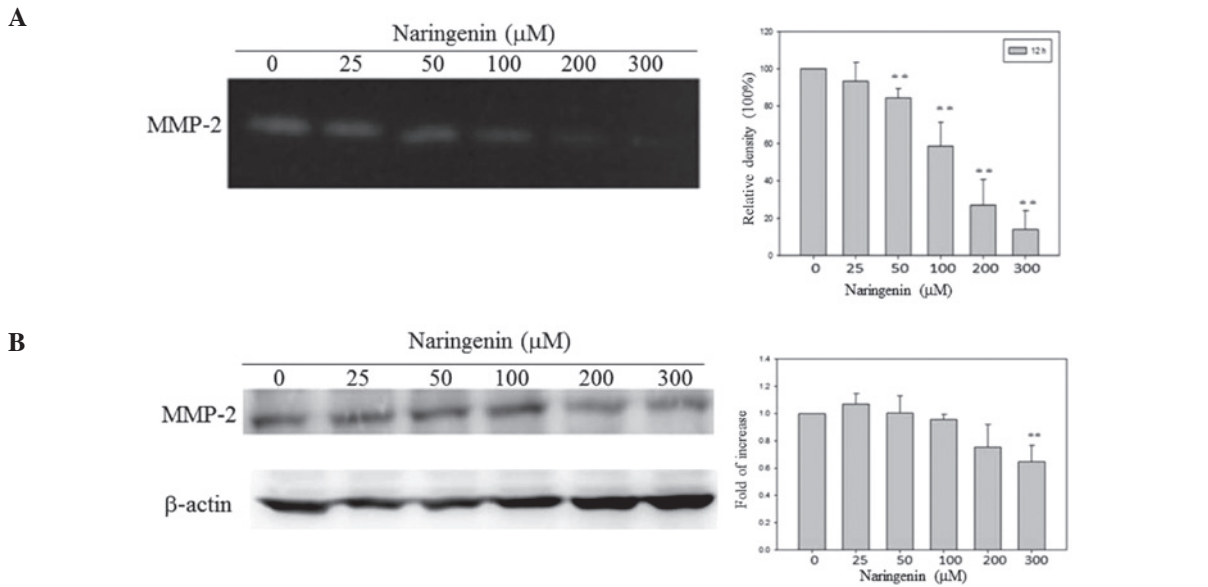 A
Naringenin (μM)
0 25 50 100 200 300
MMP-2
120
100
80
60
40
20
0
Relative density (100%)
12 h
**
**
**
**
0 25 50 100 200 300
Naringenin (μM)
B
Naringenin (μM)
0 25 50 100 200 300
MMP-2
β-actin
1.4
1.2
1.0
0.8
0.6
0.4
0.2
0.0
Fold of increase
**
0 25 50 100 200 300
Naringenin (μM)